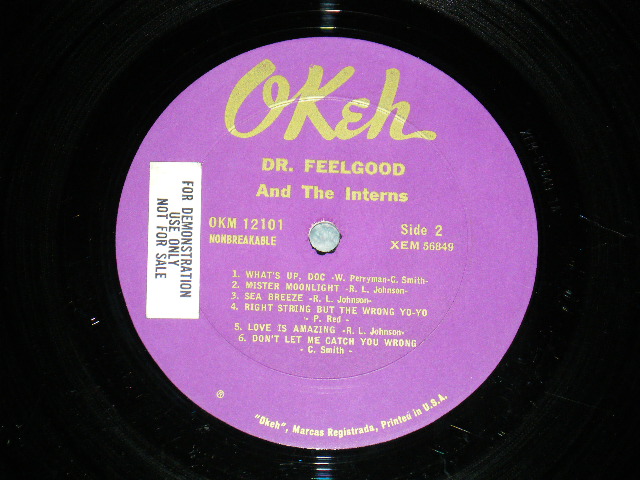 OKeh
DR. FEELGOOD
And The Interns
FOR DEMONSTRATION
USE ONLY
NOT FOR SALE
OKM 12101
NONBREAKABLE
Side 2
XEM 56849
1. WHAT'S UP, DOC -W. Perryman-C. Smith-
2. MISTER MOONLIGHT -R. L. Johnson-
3. SEA BREEZE -R. L. Johnson-
4. RIGHT STRING BUT THE WRONG YO-YO
- P. Red -
5. LOVE IS AMAZING -R. L. Johnson-
6. DON'T LET ME CATCH YOU WRONG
- C. Smith -
℗
"Okeh", Marcas Registrada, Printed in U.S.A.